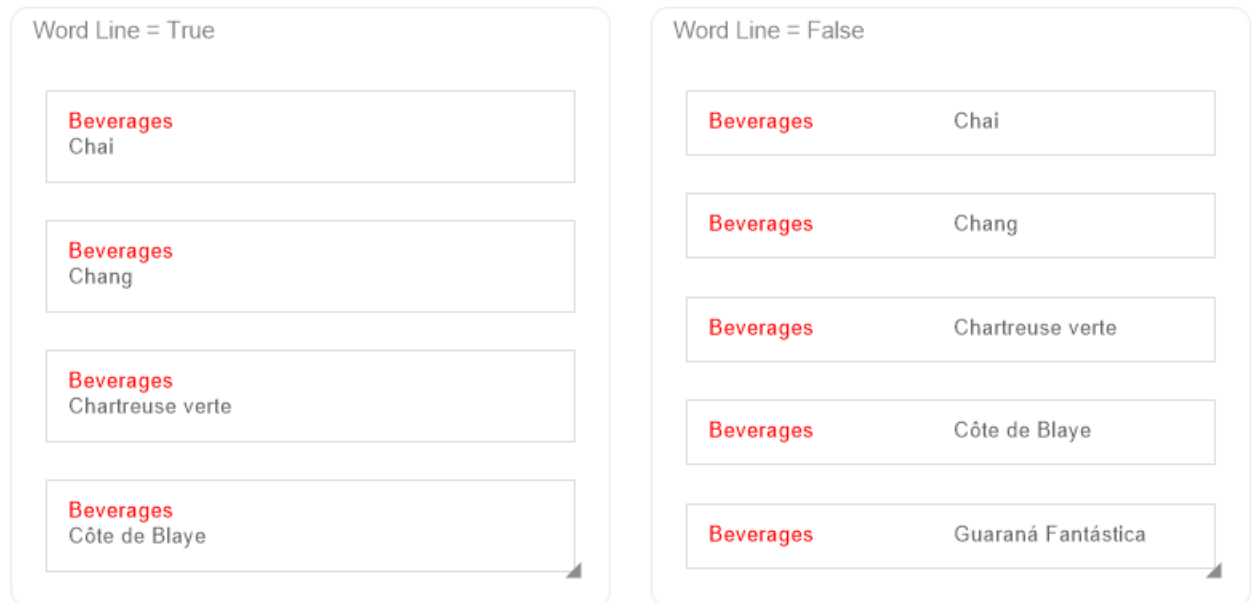 Word Line = True
Beverages
Chai
Beverages
Chang
Beverages
Chartreuse verte
Beverages
Côte de Blaye
Word Line = False
Beverages Chai
Beverages Chang
Beverages Chartreuse verte
Beverages Côte de Blaye
Beverages Guaraná Fantástica